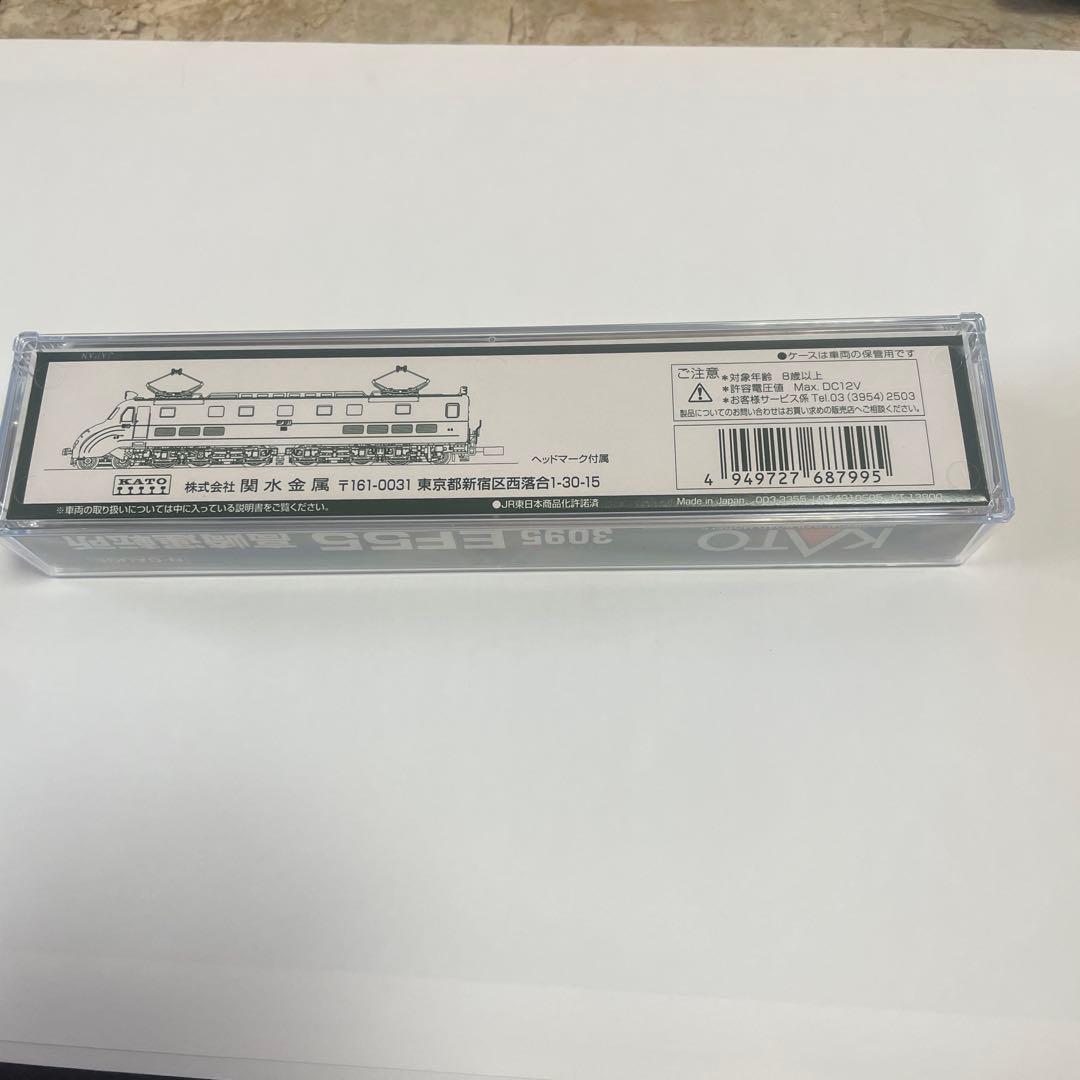 ●ケースは車両の保管用です
ご注意
*対象年齢 8歳以上
*許容電圧値 Max. DC12V
*お客様サービス係 Tel.03 (3954) 2503
製品についてのお問い合わせはお買い求めの販売店へご相談ください。
ヘッドマーク付属
4 949727 687995
KATO
株式会社 関水金属 〒161-0031 東京都新宿区西落合1-30-15
※車両の取り扱いについては中に入っている説明書をご覧ください。
●JR東日本商品化許諾済
Made in Japan
KATO
3095 EF55 高崎運転所